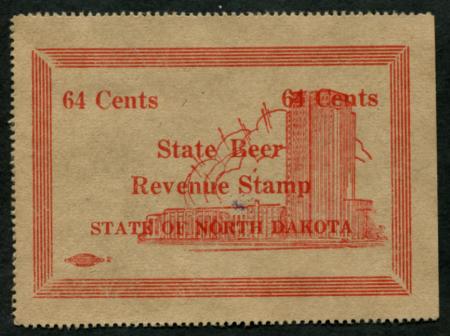 64 Cents 64 Cents
State Beer
Revenue Stamp
STATE OF NORTH DAKOTA